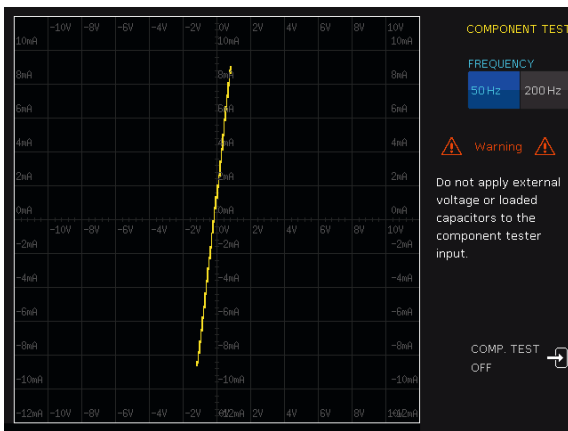 -10V -8V -6V -4V -2V 0V 2V 4V 6V 8V 10V
10mA 10mA 10mA
8mA 8mA 8mA
6mA 6mA 6mA
4mA 4mA 4mA
2mA 2mA 2mA
0mA 0mA 0mA
-10V -8V -6V -4V -2V 2V 4V 6V 8V 10V
-2mA -2mA -2mA
-4mA -4mA -4mA
-6mA -6mA -6mA
-8mA -8mA -8mA
-10mA -10mA -10mA
-12mA -10V -8V -6V -4V -2V 2V 4V 6V 8V
COMPONENT TEST
FREQUENCY
50 Hz 200 Hz
Warning
Do not apply external
voltage or loaded
capacitors to the
component tester
input.
COMP. TEST
OFF